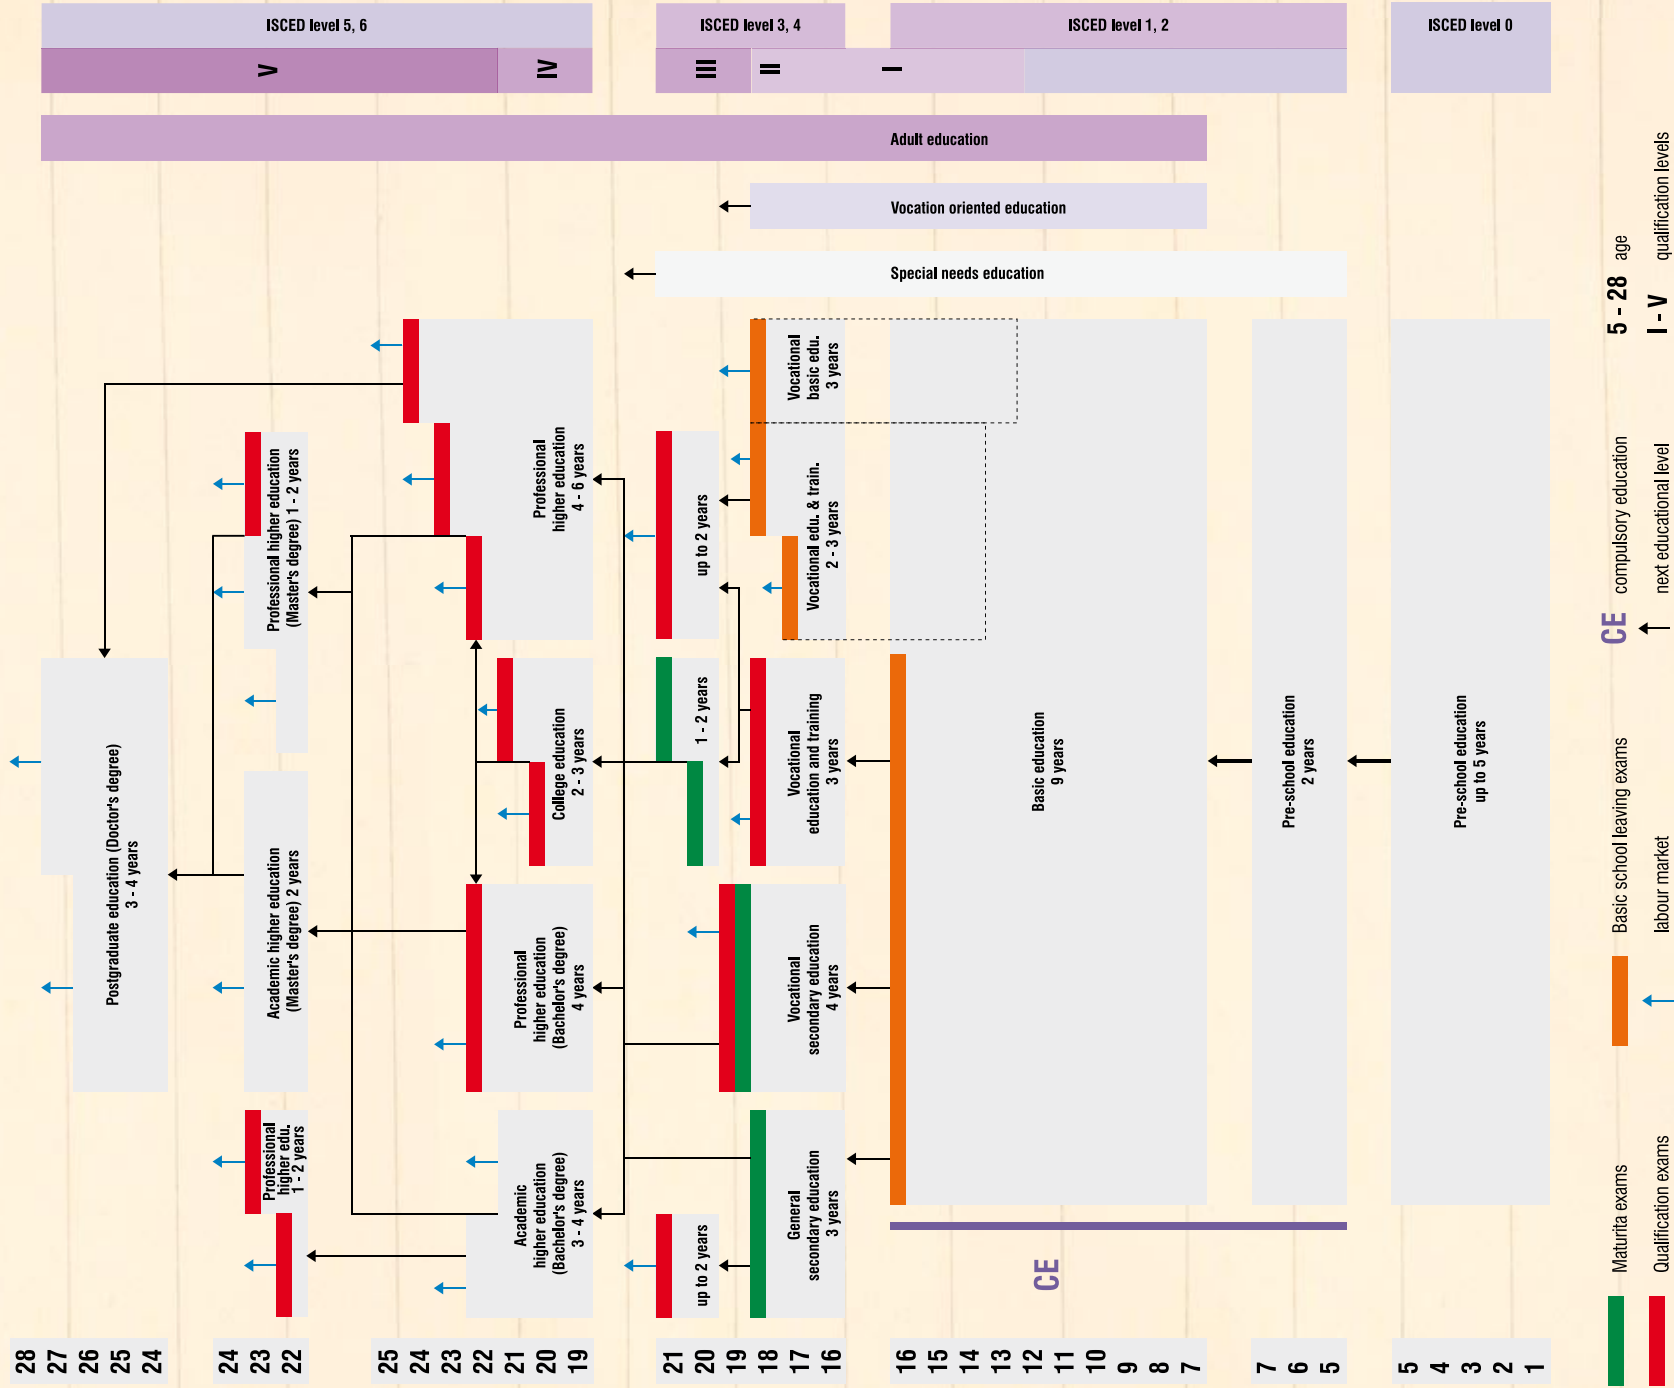 ISCED level 5, 6
ISCED level 3, 4
ISCED level 1, 2
ISCED level 0
V
IV
III
II
I
Adult education
Vocation oriented education
Special needs education
Postgraduate education (Doctor's degree)
3 - 4 years
Professional higher education
(Master's degree) 1 - 2 years
Academic higher education
(Master's degree) 2 years
Professional
higher edu.
1 - 2 years
Professional
higher education
4 - 6 years
College education
2 - 3 years
Professional
higher education
(Bachelor's degree)
4 years
Academic
higher education
(Bachelor's degree)
3 - 4 years
up to 2 years
1 - 2 years
up to 2 years
Vocational
basic edu.
3 years
Vocational edu. & train.
2 - 3 years
Vocational
education and training
3 years
Vocational
secondary education
4 years
General
secondary education
3 years
Basic education
9 years
CE
Pre-school education
2 years
Pre-school education
up to 5 years
28
27
26
25
24
24
23
22
25
24
23
22
21
20
19
21
20
19
18
17
16
16
15
14
13
12
11
10
9
8
7
7
6
5
5
4
3
2
1
Maturita exams
Qualification exams
Basic school leaving exams
labour market
CE compulsory education
next educational level
5 - 28 age
I - V qualification levels